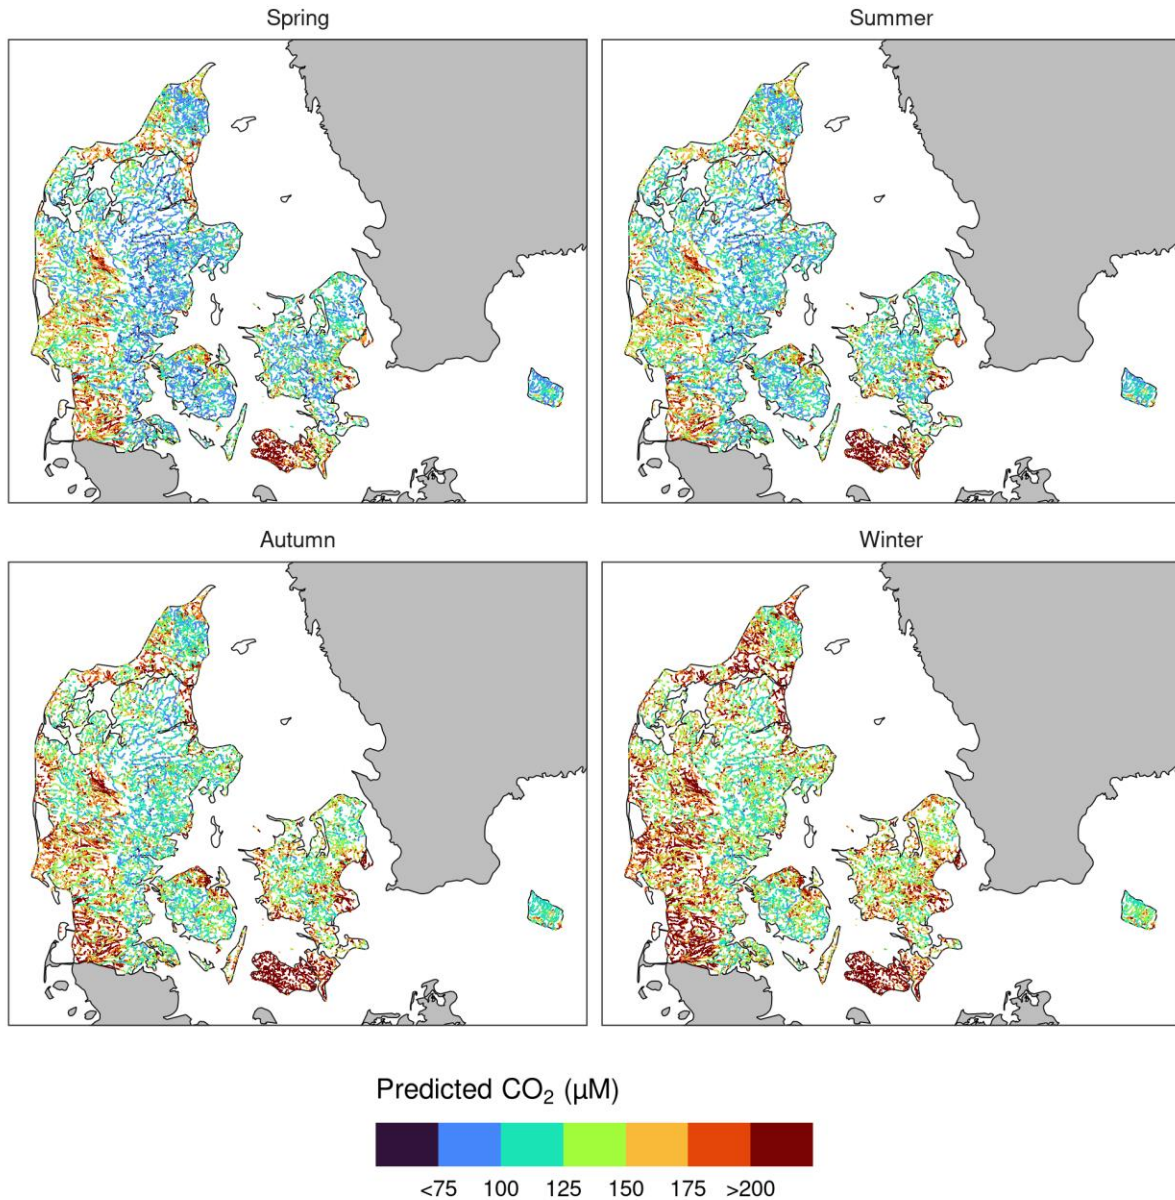 Spring
Summer
Autumn
Winter
Predicted CO₂ (µM)
<75 100 125 150 175 >200